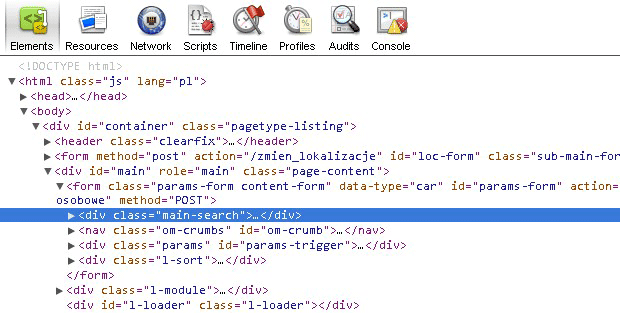 Elements Resources Network Scripts Timeline Profiles Audits Console
<!DOCTYPE html>
▼<html class="js" lang="pl">
▶<head>…</head>
▼<body>
▼<div id="container" class="pagetype-listing">
▶<header class="clearfix">…</header>
▶<form method="post" action="/zmien_lokalizacje" id="loc-form" class="sub-main-for
▼<div id="main" role="main" class="page-content">
▼<form class="params-form content-form" data-type="car" id="params-form" action=
osobowe" method="POST">
▶<div class="main-search">…</div>
▶<nav class="om-crumbs" id="om-crumb">…</nav>
▶<div class="params" id="params-trigger">…</div>
▶<div class="l-sort">…</div>
</form>
▶<div class="l-module">…</div>
<div id="l-loader" class="l-loader"></div>